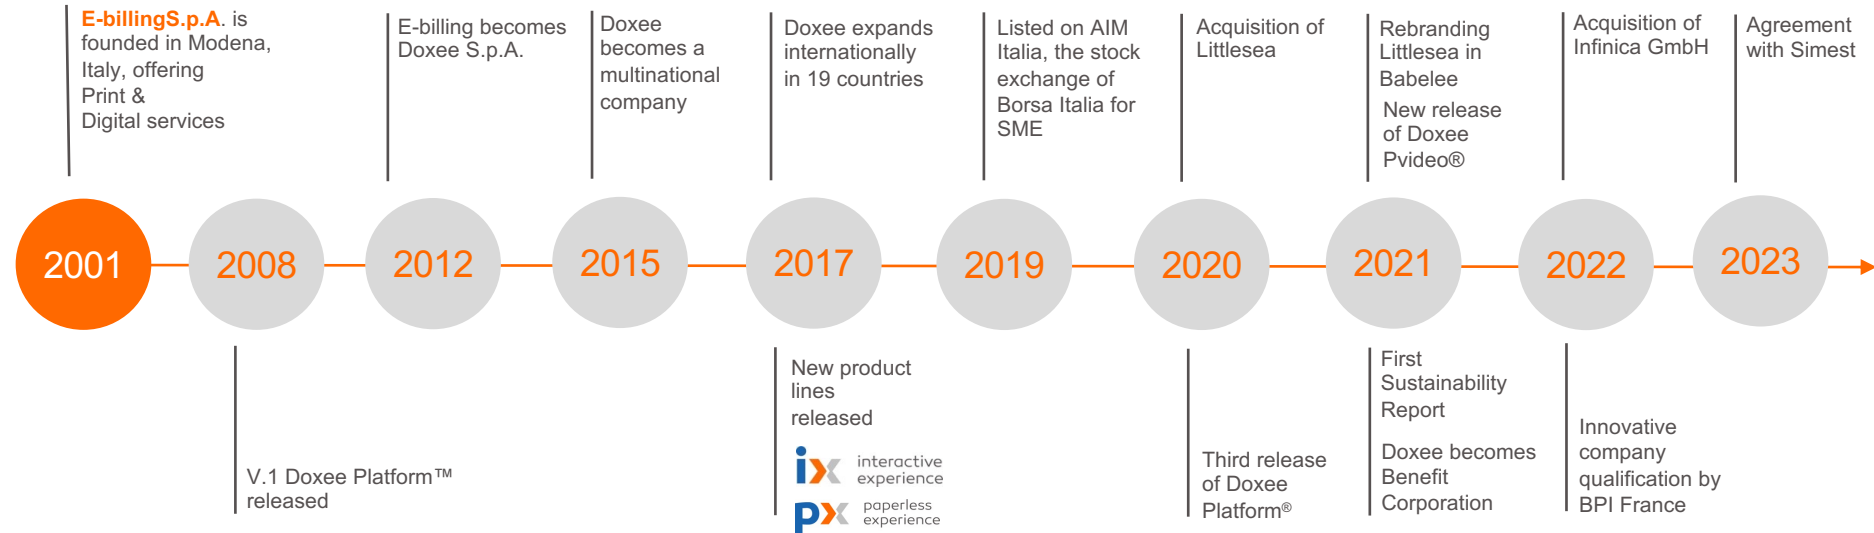 E-billingS.p.A. is
founded in Modena,
Italy, offering
Print &
Digital services
E-billing becomes
Doxee S.p.A.
Doxee
becomes a
multinational
company
Doxee expands
internationally
in 19 countries
Listed on AIM
Italia, the stock
exchange of
Borsa Italia for
SME
Acquisition of
Littlesea
Rebranding
Littlesea in
Babelee
New release
of Doxee
Pvideo®
Acquisition of
Infinica GmbH
Agreement
with Simest
2001
2008
2012
2015
2017
2019
2020
2021
2022
2023
V.1 Doxee Platform™
released
New product
lines
released
ix interactive
experience
px paperless
experience
Third release
of Doxee
Platform®
First
Sustainability
Report
Doxee becomes
Benefit
Corporation
Innovative
company
qualification by
BPI France